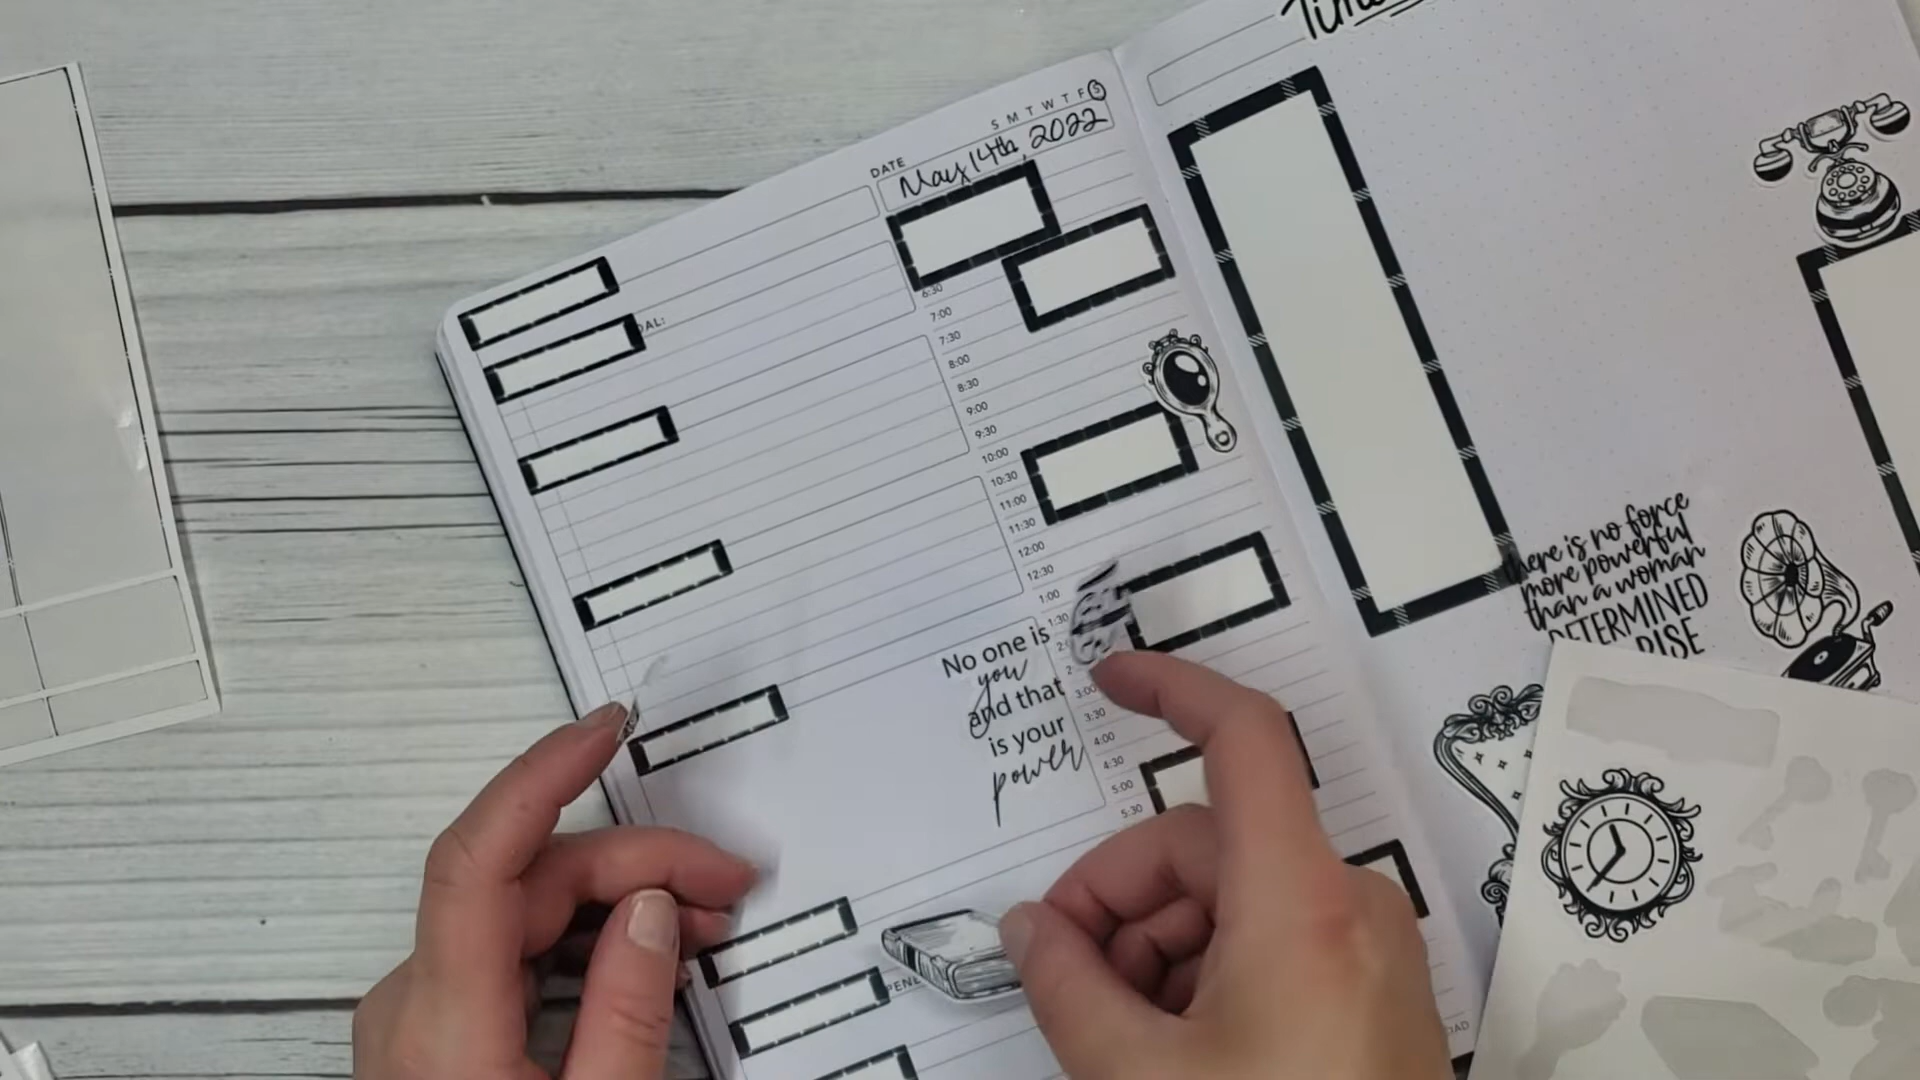 S M T W T F S
DATE
May 14th, 2022
OAL:
6:30
7:00
7:30
8:00
8:30
9:00
9:30
10:00
10:30
11:00
11:30
12:00
12:30
1:00
1:30
3:00
3:30
4:00
4:30
5:00
5:30
No one is
you
and that
is your
power
here is no force
more powerful
than a woman
DETERMINED
RISE